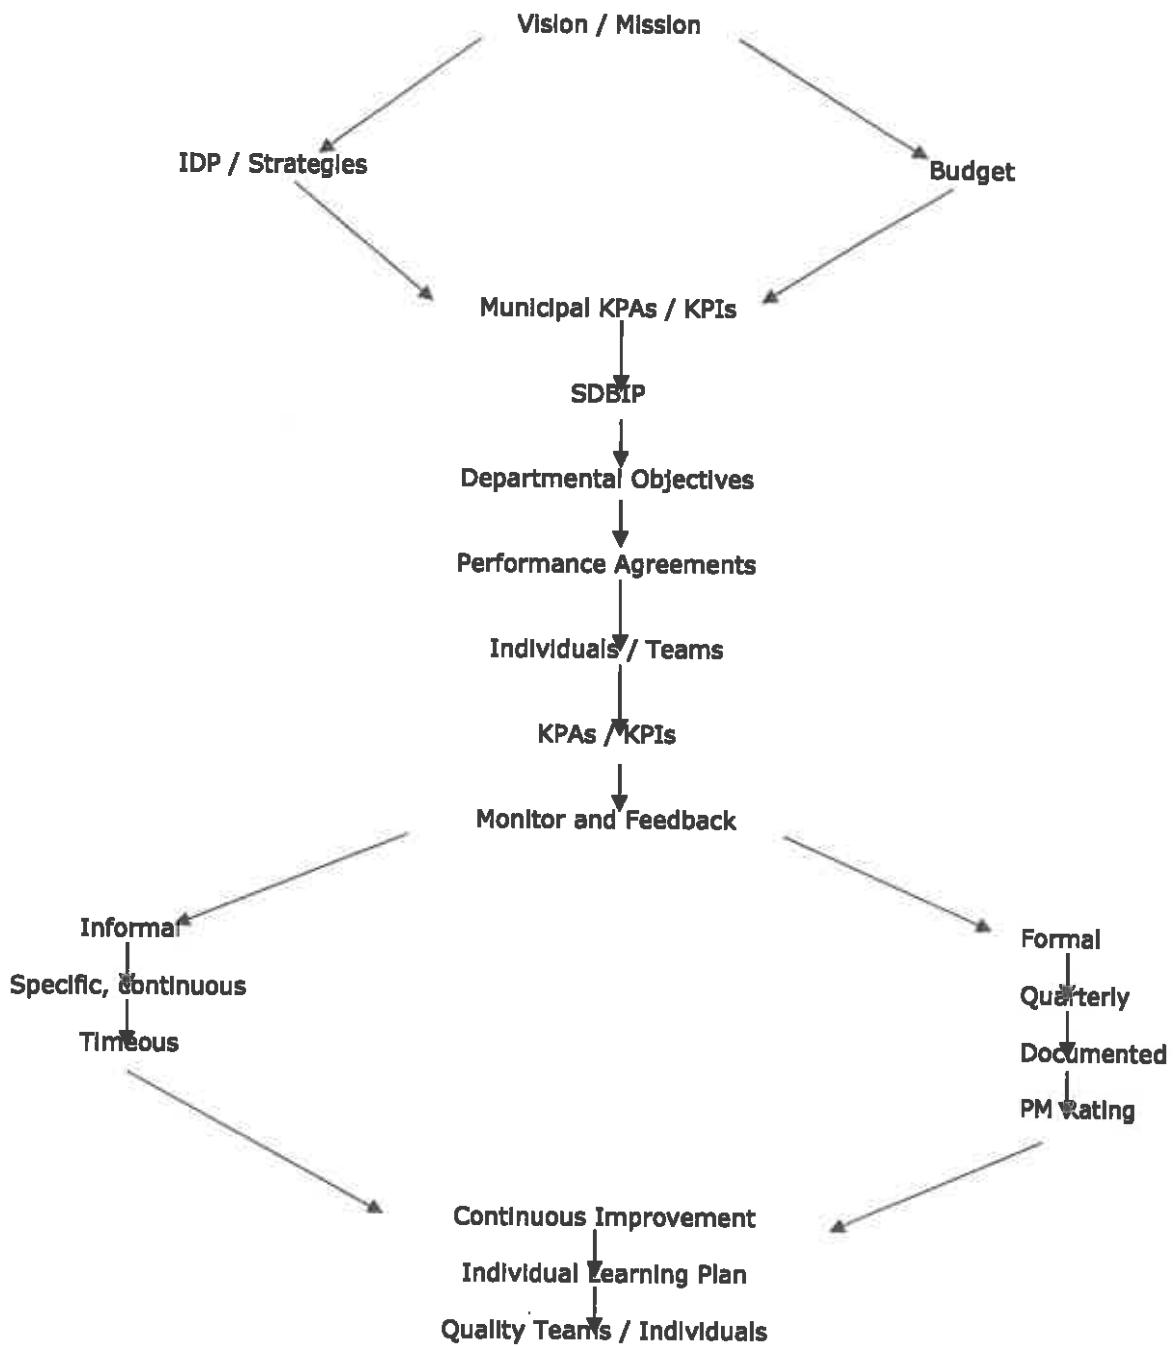 Vision / Mission
IDP / Strategies
Budget
Municipal KPAs / KPIs
SDBIP
Departmental Objectives
Performance Agreements
Individuals / Teams
KPAs / KPIs
Monitor and Feedback
Informal
Formal
Specific, continuous
Quarterly
Timeous
Documented
PM Rating
Continuous Improvement
Individual Learning Plan
Quality Teams / Individuals